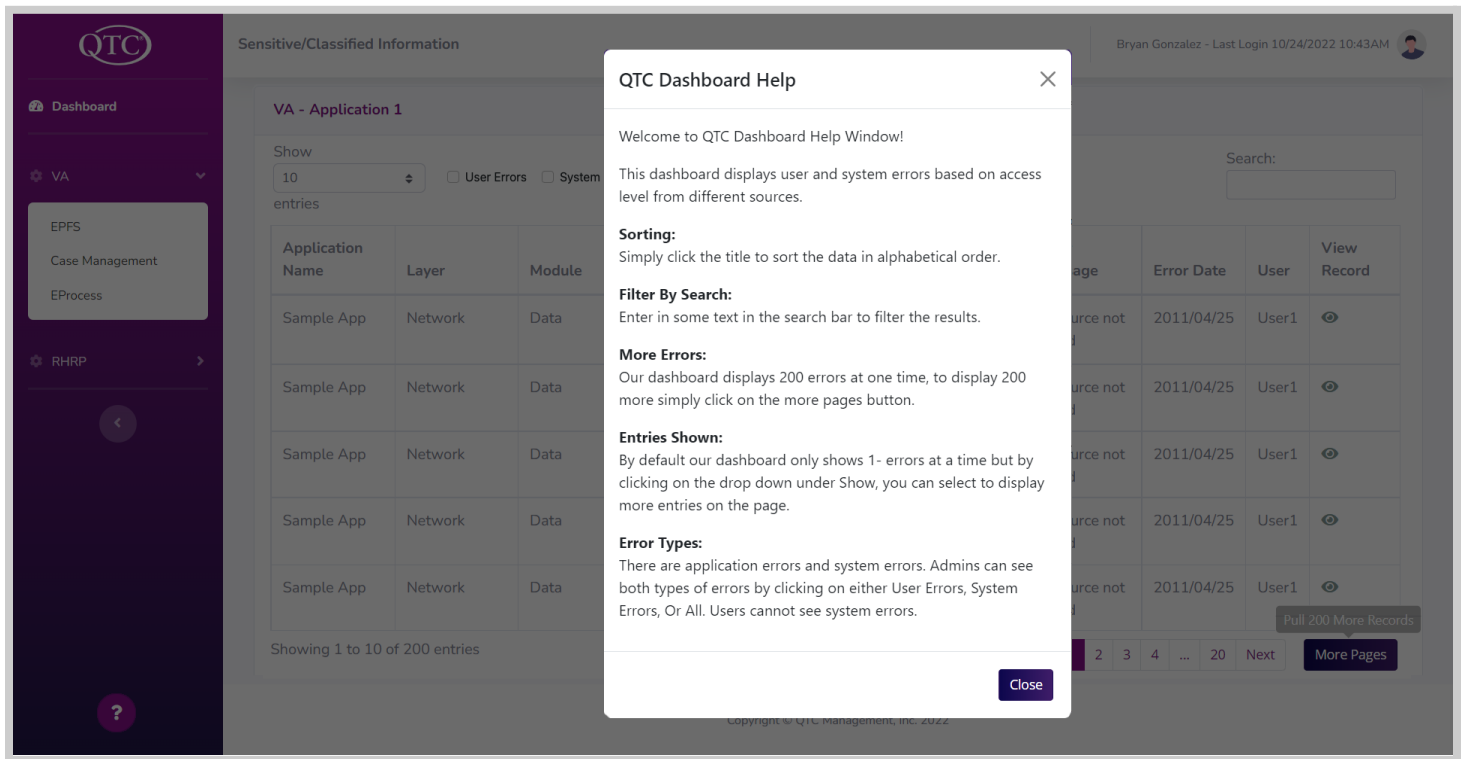 QTC
Sensitive/Classified Information
Bryan Gonzalez - Last Login 10/24/2022 10:43AM
Dashboard
VA
EPFS
Case Management
EProcess
RHRP
VA - Application 1
Show
10
entries
User Errors
System
Search:
Application
Name
Layer
Module
age
Error Date
User
View
Record
Sample App
Network
Data
urce not
2011/04/25
User1
Sample App
Network
Data
urce not
2011/04/25
User1
Sample App
Network
Data
urce not
2011/04/25
User1
Sample App
Network
Data
urce not
2011/04/25
User1
Sample App
Network
Data
urce not
2011/04/25
User1
Pull 200 More Records
Showing 1 to 10 of 200 entries
2 3 4 ... 20 Next
More Pages
?
Copyright © QTC Management, Inc. 2022
QTC Dashboard Help
Welcome to QTC Dashboard Help Window!
This dashboard displays user and system errors based on access
level from different sources.
Sorting:
Simply click the title to sort the data in alphabetical order.
Filter By Search:
Enter in some text in the search bar to filter the results.
More Errors:
Our dashboard displays 200 errors at one time, to display 200
more simply click on the more pages button.
Entries Shown:
By default our dashboard only shows 1- errors at a time but by
clicking on the drop down under Show, you can select to display
more entries on the page.
Error Types:
There are application errors and system errors. Admins can see
both types of errors by clicking on either User Errors, System
Errors, Or All. Users cannot see system errors.
Close